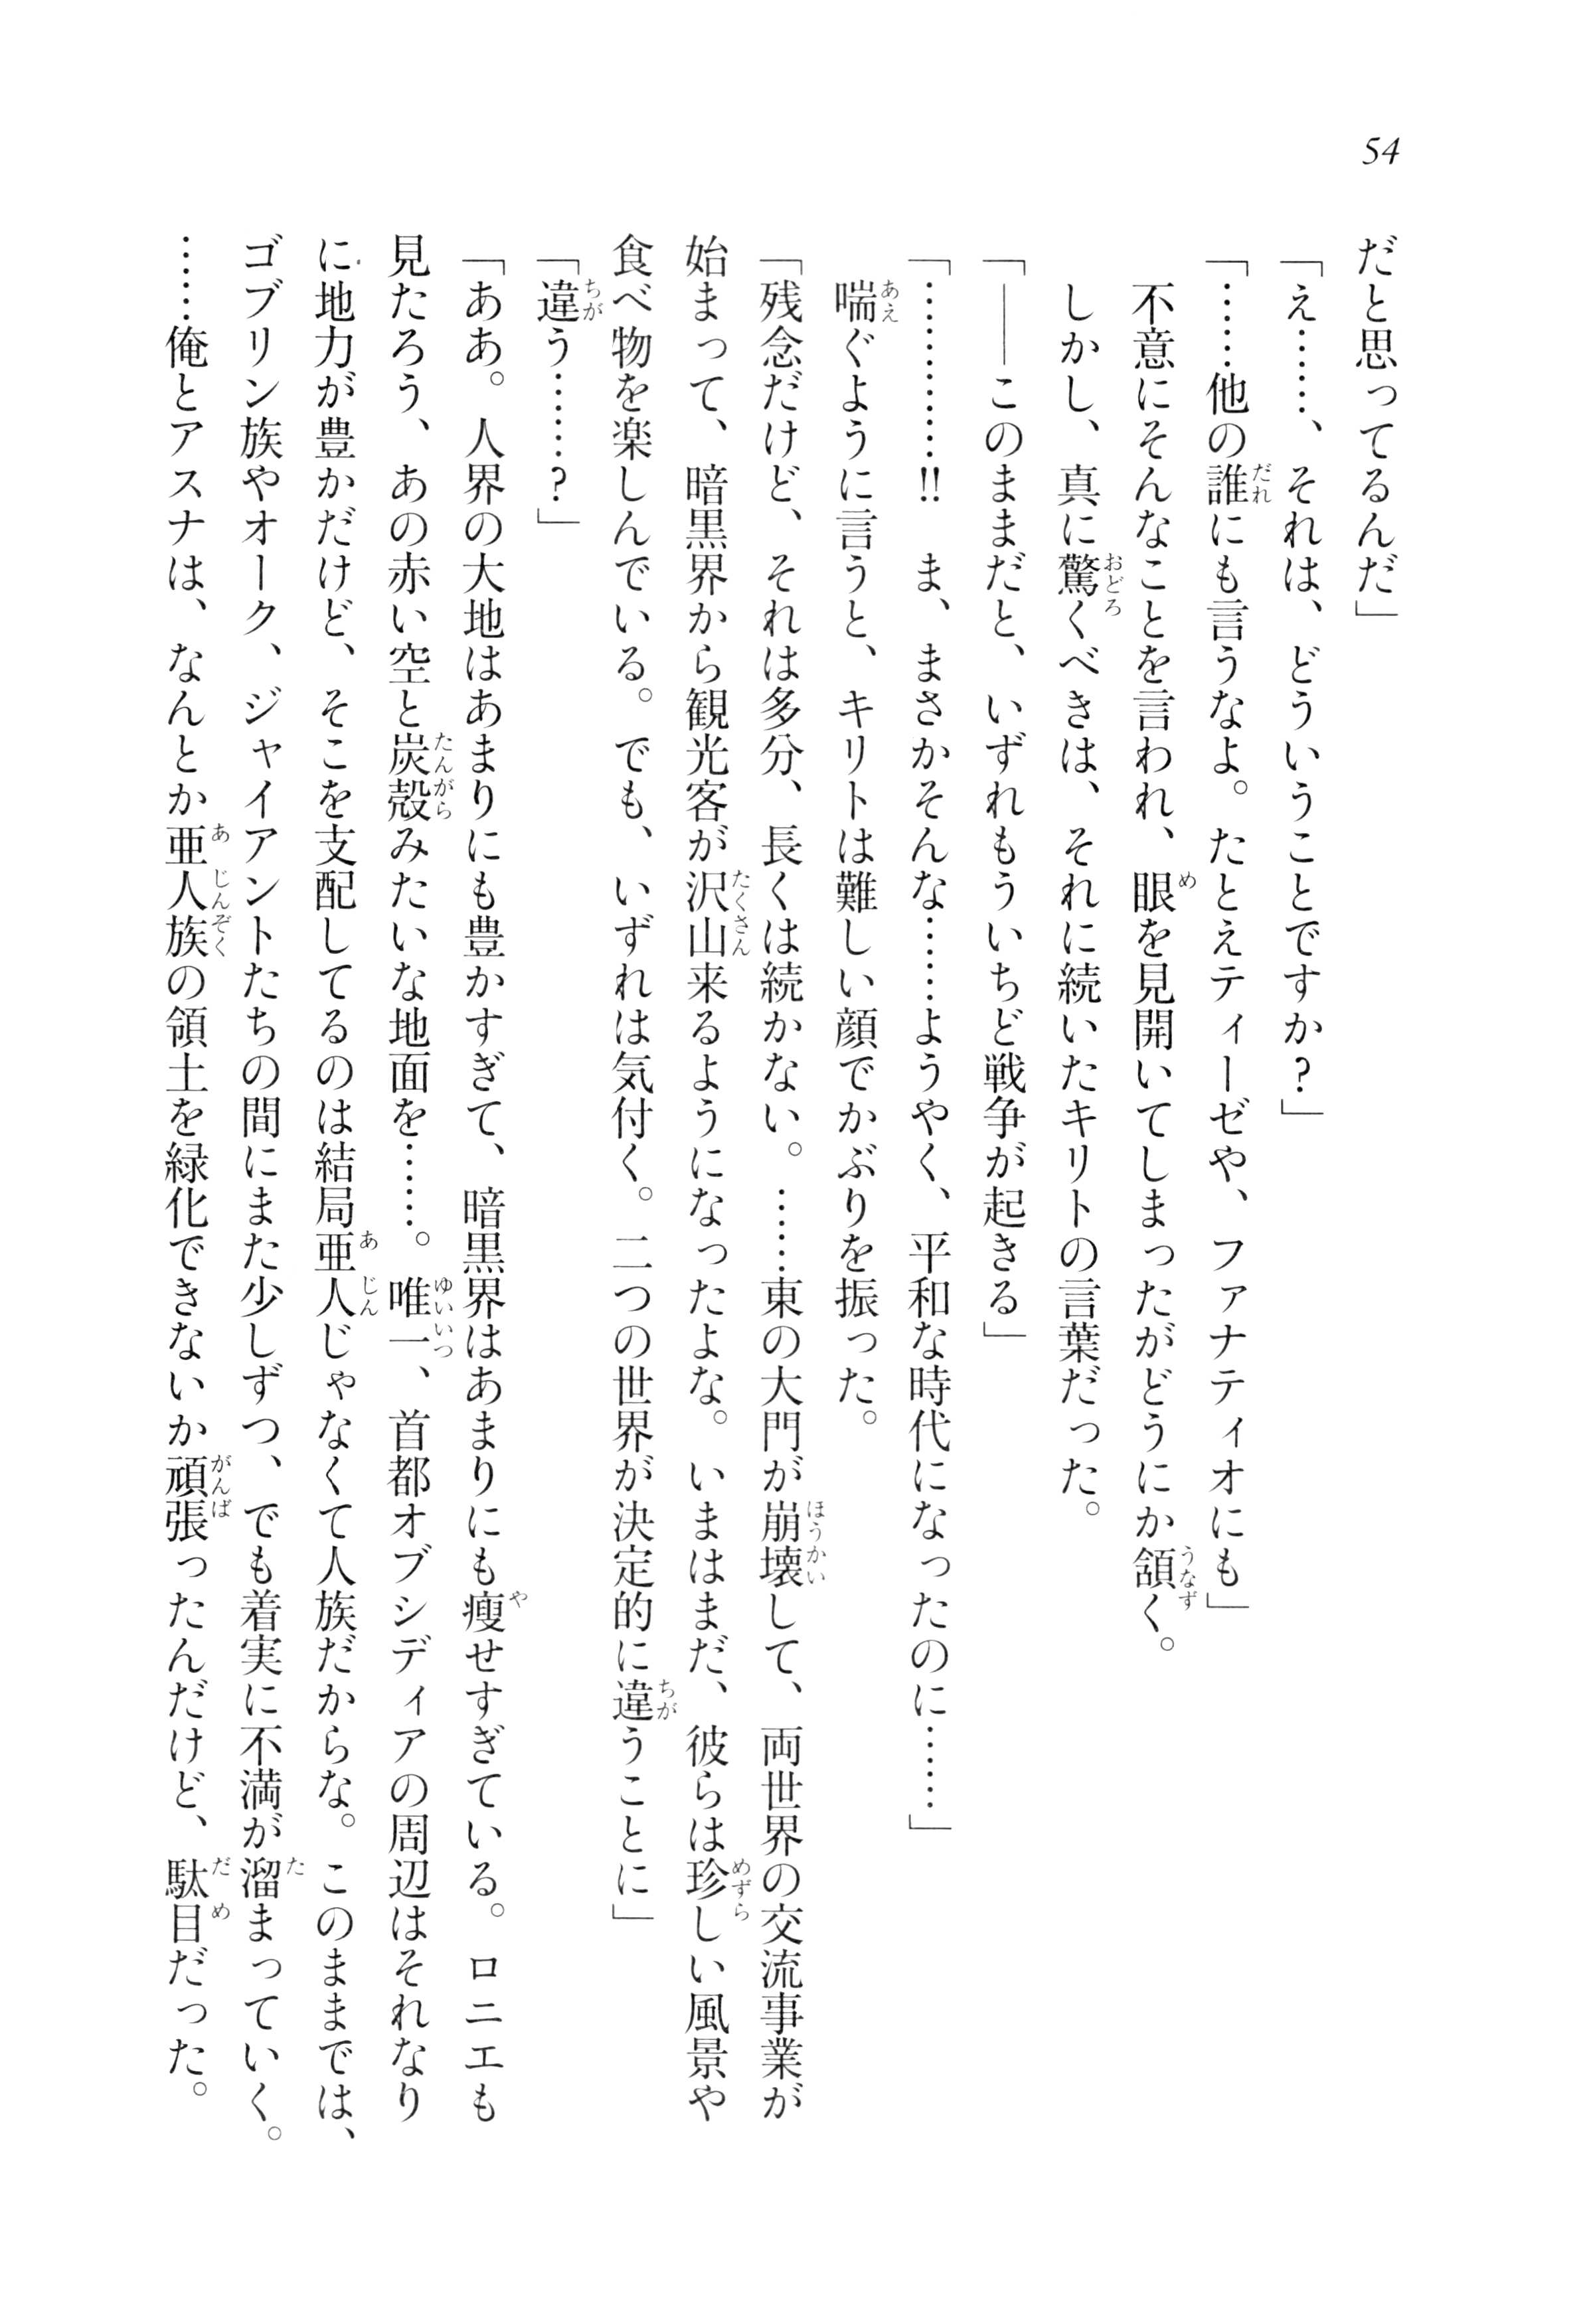 54
だと思ってるんだ」
「え……、それは、どういうことですか？」
「……他の誰にも言うなよ。たとえティーゼや、ファナティオにも」
不意にそんなことを言われ、眼を見開いてしまったがどうにか頷く。
しかし、真に驚くべきは、それに続いたキリトの言葉だった。
「――このままだと、いずれもういちど戦争が起きる」
「…………!!　ま、まさかそんな……ようやく、平和な時代になったのに……」
喘ぐように言うと、キリトは難しい顔でかぶりを振った。
「残念だけど、それは多分、長くは続かない。……東の大門が崩壊して、両世界の交流事業が
始まって、暗黒界から観光客が沢山来るようになったよな。いまはまだ、彼らは珍しい風景や
食べ物を楽しんでいる。でも、いずれは気付く。二つの世界が決定的に違うことに」
「違う……？」
「ああ。人界の大地はあまりにも豊かすぎて、暗黒界はあまりにも痩せすぎている。ロニエも
見たろう、あの赤い空と炭殻みたいな地面を……。唯一、首都オブシディアの周辺はそれなり
に地力が豊かだけど、そこを支配してるのは結局亜人じゃなくて人族だからな。このままでは、
ゴブリン族やオーク、ジャイアントたちの間にまた少しずつ、でも着実に不満が溜まっていく。
……俺とアスナは、なんとか亜人族の領土を緑化できないか頑張ったんだけど、駄目だった。